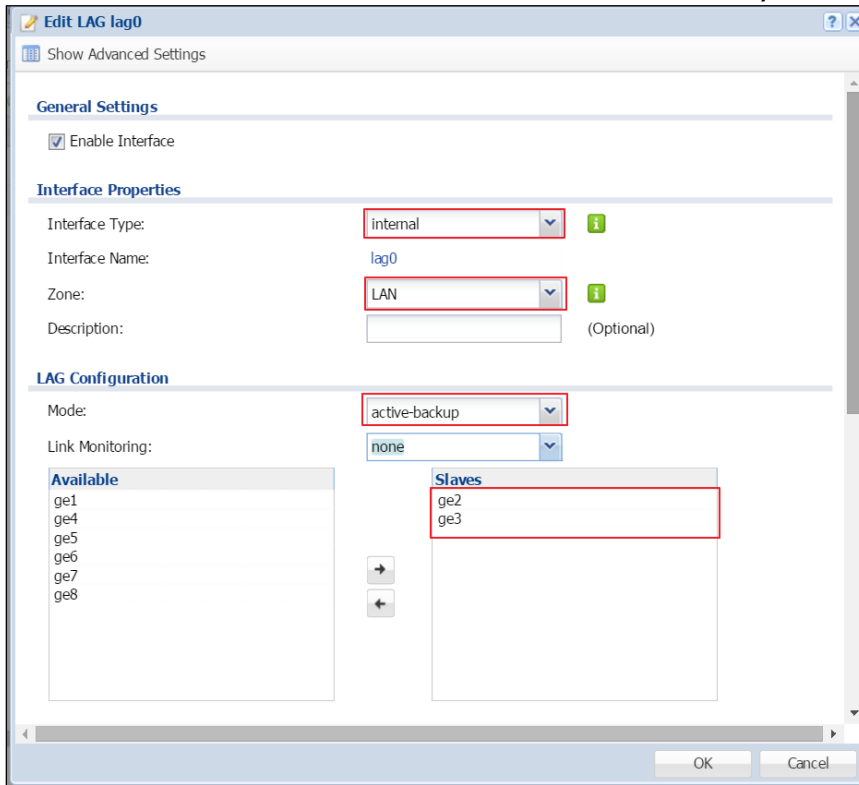 Edit LAG lag0
Show Advanced Settings
General Settings
Enable Interface
Interface Properties
Interface Type: internal
Interface Name: lag0
Zone: LAN
Description: (Optional)
LAG Configuration
Mode: active-backup
Link Monitoring: none
Available Slaves
ge1 ge2
ge4 ge3
ge5
ge6
ge7
ge8
OK Cancel